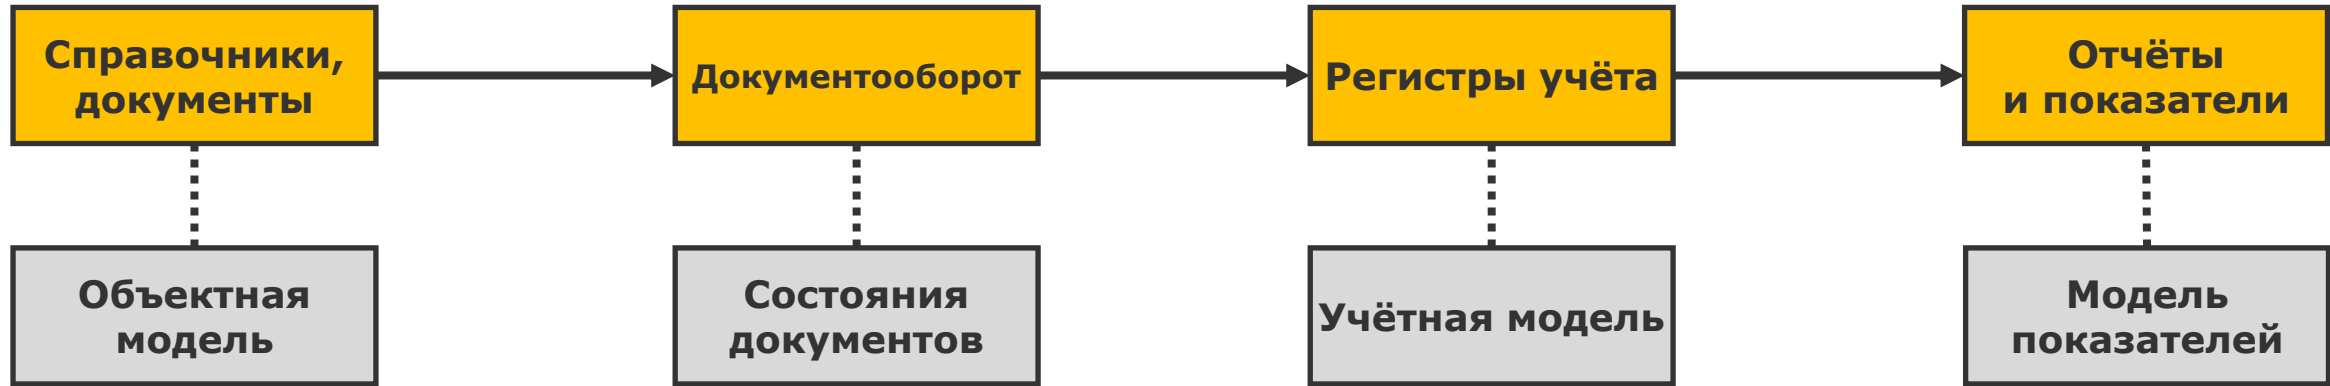 Справочники,
документы
Документооборот
Регистры учёта
Отчёты
и показатели
Объектная
модель
Состояния
документов
Учётная модель
Модель
показателей